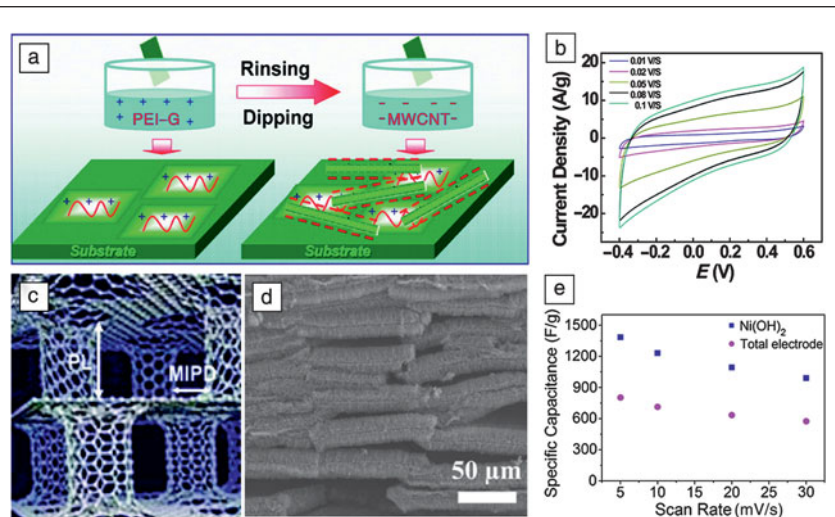 a
Rinsing
Dipping
+ + + +
+ PEI–G +
+ +
- - - -
-MWCNT-
+ + +
+ + +
+ + +
Substrate
Substrate
b
Current Density (A/g)
20
10
0
−10
−20
0.01 V/S
0.02 V/S
0.05 V/S
0.08 V/S
0.1 V/S
−0.4 −0.2 0.0 0.2 0.4 0.6
E (V)
c
PL
MIPD
d
50 µm
e
Specific Capacitance (F/g)
1500
1200
900
600
300
0
Ni(OH)2
Total electrode
5 10 15 20 25 30
Scan Rate (mV/s)